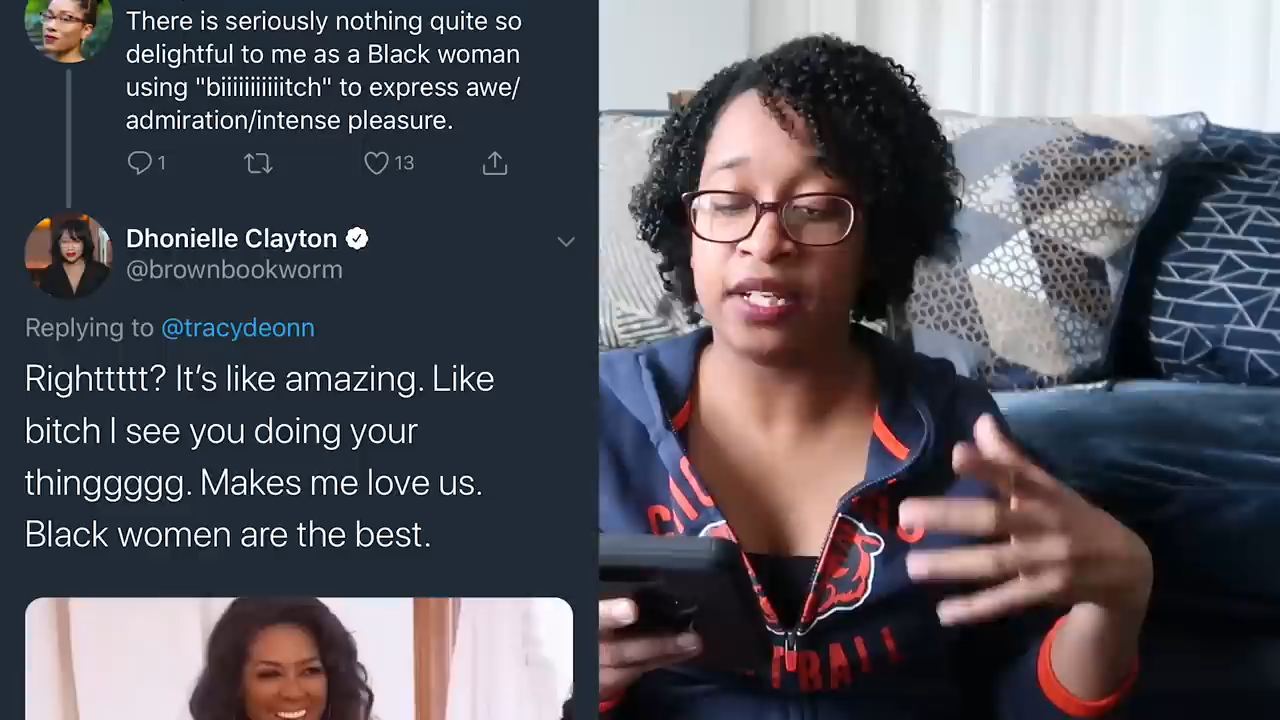 There is seriously nothing quite so
delightful to me as a Black woman
using "biiiiiiiiiiitch" to express awe/
admiration/intense pleasure.
1
13
Dhonielle Clayton
@brownbookworm
Replying to @tracydeonn
Righttttt? It's like amazing. Like
bitch I see you doing your
thinggggg. Makes me love us.
Black women are the best.